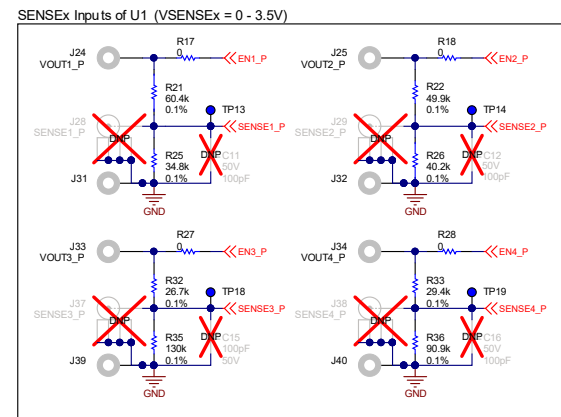 SENSEx Inputs of U1 (VSENSEx = 0 - 3.5V)
J24
VOUT1_P
R17
0
EN1_P
R21
60.4k
0.1%
TP13
J28
SENSE1_P
DNP
SENSE1_P
R25
34.8k
0.1%
DNP
C11
50V
100pF
J31
GND
J25
VOUT2_P
R18
0
EN2_P
R22
49.9k
0.1%
TP14
J29
SENSE2_P
DNP
SENSE2_P
R26
40.2k
0.1%
DNP
C12
50V
100pF
J32
GND
J33
VOUT3_P
R27
0
EN3_P
R32
26.7k
0.1%
TP18
J37
SENSE3_P
DNP
SENSE3_P
R35
130k
0.1%
DNP
C15
100pF
50V
J39
GND
J34
VOUT4_P
R28
0
EN4_P
R33
29.4k
0.1%
TP19
J38
SENSE4_P
DNP
SENSE4_P
R36
90.9k
0.1%
DNP
C16
50V
100pF
J40
GND